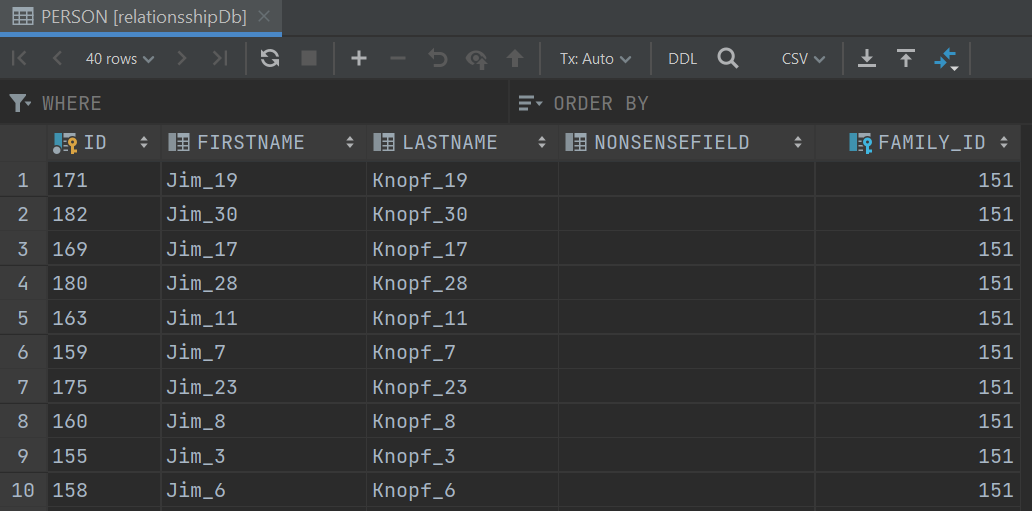 PERSON [relationsshipDb]
40 rows Tx: Auto DDL CSV
WHERE ORDER BY
ID FIRSTNAME LASTNAME NONSENSEFIELD FAMILY_ID
1 171 Jim_19 Knopf_19 151
2 182 Jim_30 Knopf_30 151
3 169 Jim_17 Knopf_17 151
4 180 Jim_28 Knopf_28 151
5 163 Jim_11 Knopf_11 151
6 159 Jim_7 Knopf_7 151
7 175 Jim_23 Knopf_23 151
8 160 Jim_8 Knopf_8 151
9 155 Jim_3 Knopf_3 151
10 158 Jim_6 Knopf_6 151